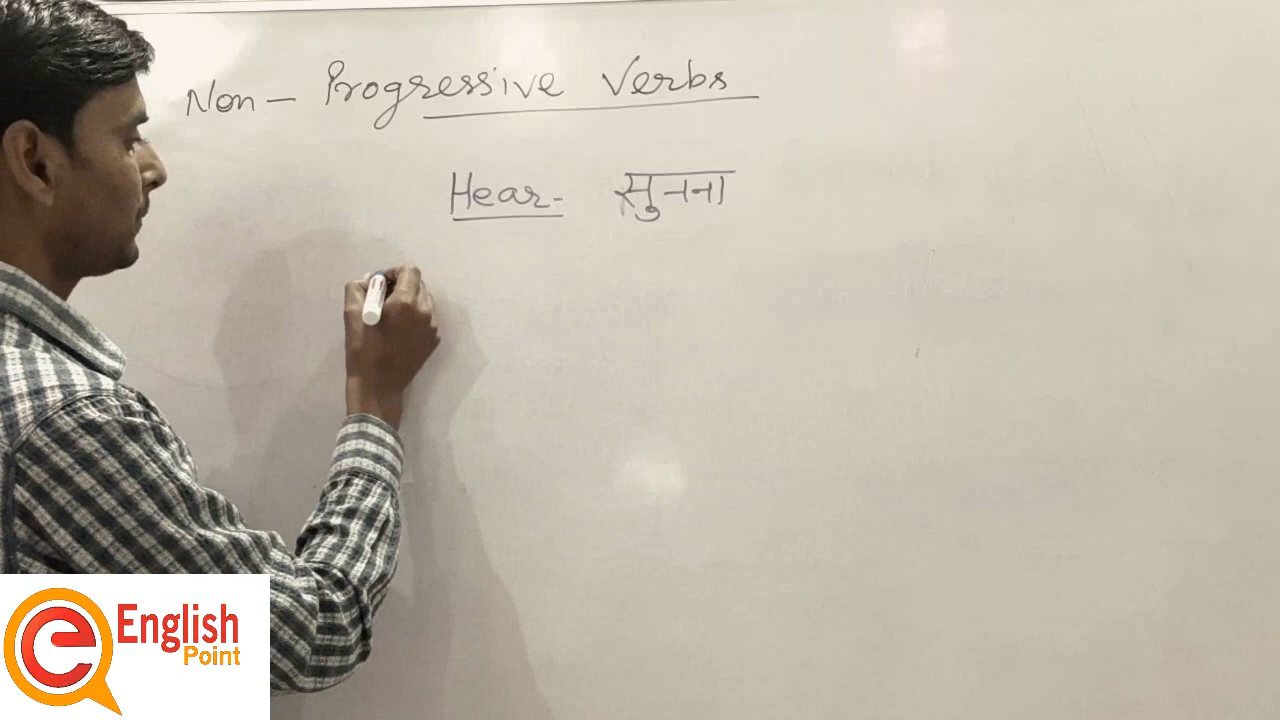 Non - Progressive Verbs
Hear - सुनना
English
Point